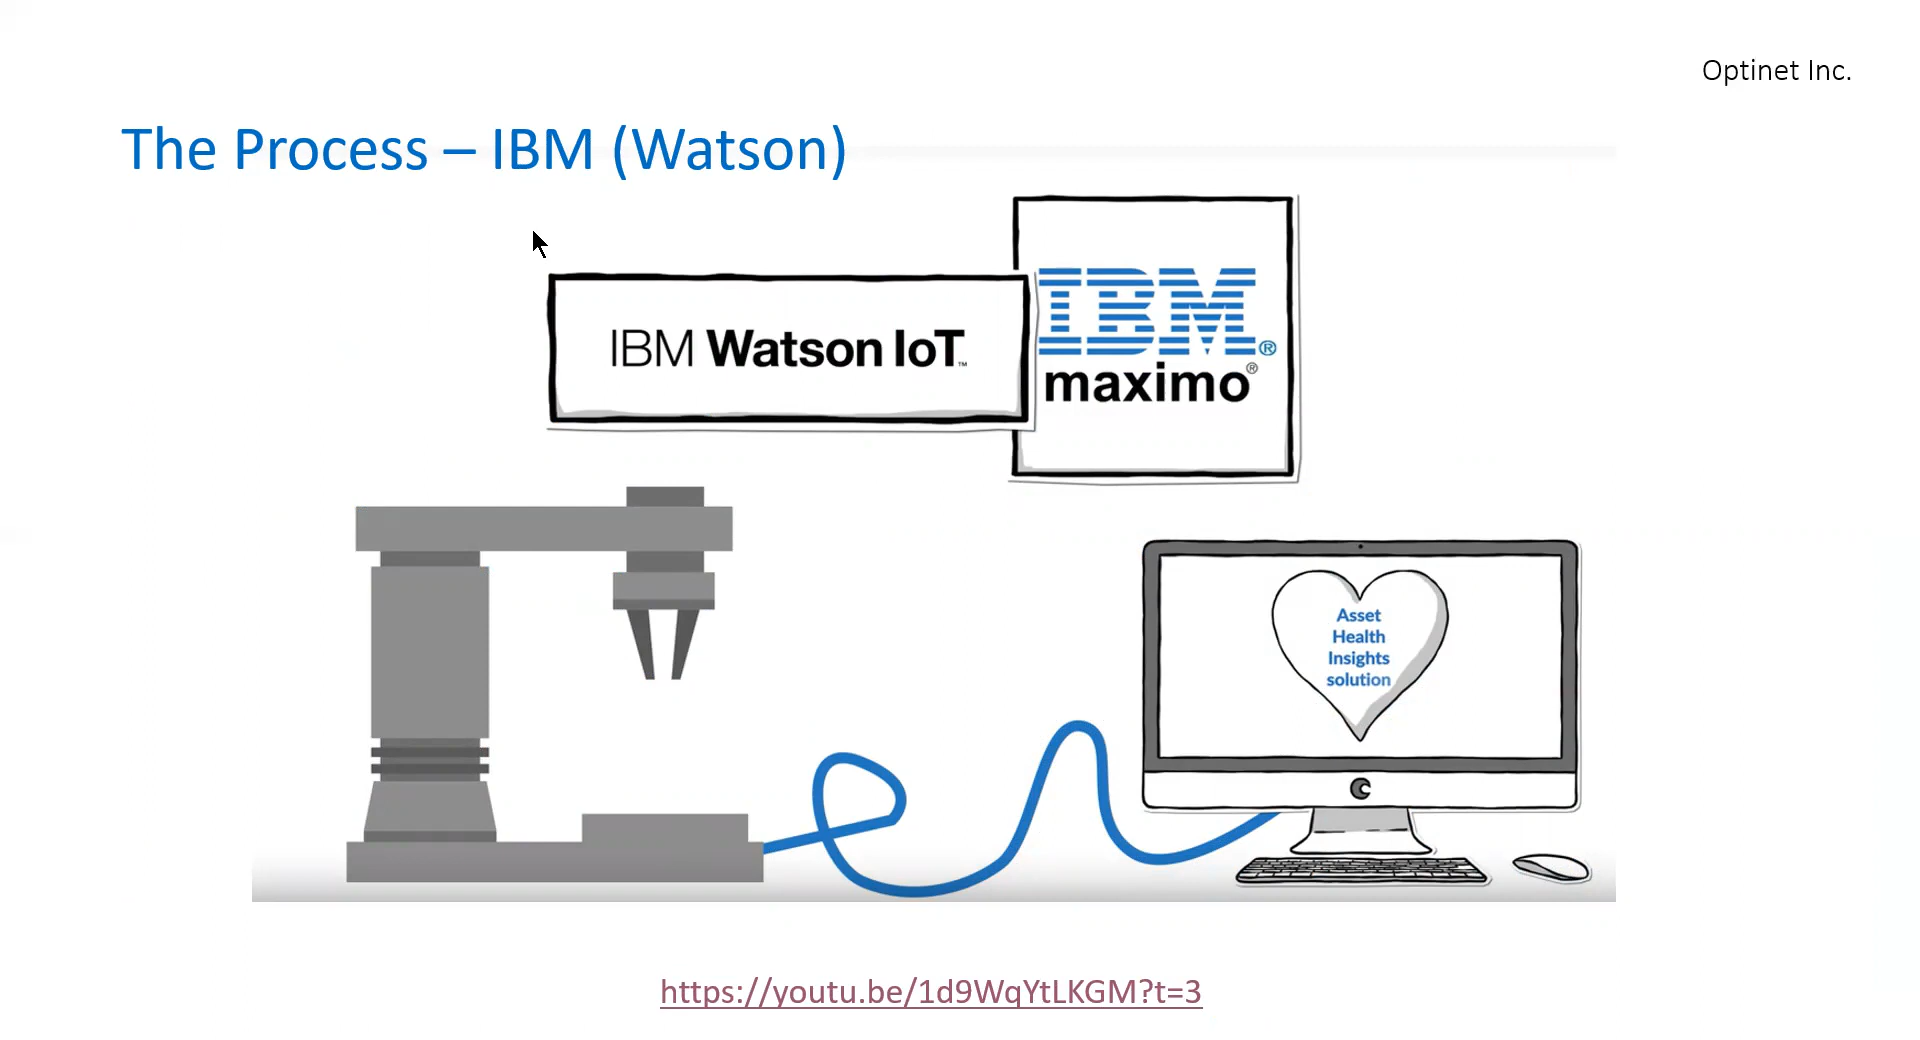 Optinet Inc.
The Process – IBM (Watson)
IBM Watson IoT™
IBM®
maximo®
Asset
Health
Insights
solution
https://youtu.be/1d9WqYtLKGM?t=3